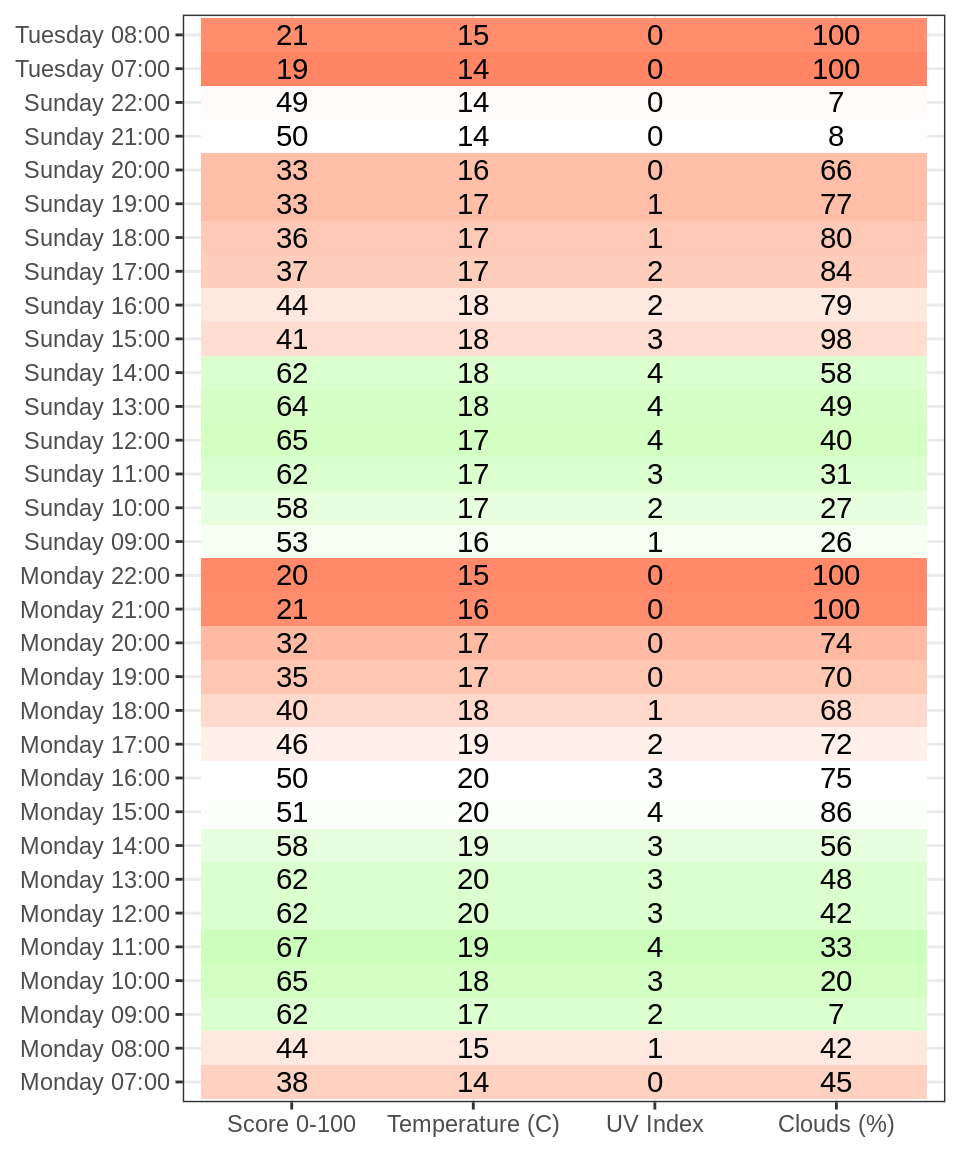 Tuesday 08:00 21 15 0 100
Tuesday 07:00 19 14 0 100
Sunday 22:00 49 14 0 7
Sunday 21:00 50 14 0 8
Sunday 20:00 33 16 0 66
Sunday 19:00 33 17 1 77
Sunday 18:00 36 17 1 80
Sunday 17:00 37 17 2 84
Sunday 16:00 44 18 2 79
Sunday 15:00 41 18 3 98
Sunday 14:00 62 18 4 58
Sunday 13:00 64 18 4 49
Sunday 12:00 65 17 4 40
Sunday 11:00 62 17 3 31
Sunday 10:00 58 17 2 27
Sunday 09:00 53 16 1 26
Monday 22:00 20 15 0 100
Monday 21:00 21 16 0 100
Monday 20:00 32 17 0 74
Monday 19:00 35 17 0 70
Monday 18:00 40 18 1 68
Monday 17:00 46 19 2 72
Monday 16:00 50 20 3 75
Monday 15:00 51 20 4 86
Monday 14:00 58 19 3 56
Monday 13:00 62 20 3 48
Monday 12:00 62 20 3 42
Monday 11:00 67 19 4 33
Monday 10:00 65 18 3 20
Monday 09:00 62 17 2 7
Monday 08:00 44 15 1 42
Monday 07:00 38 14 0 45
Score 0-100 Temperature (C) UV Index Clouds (%)